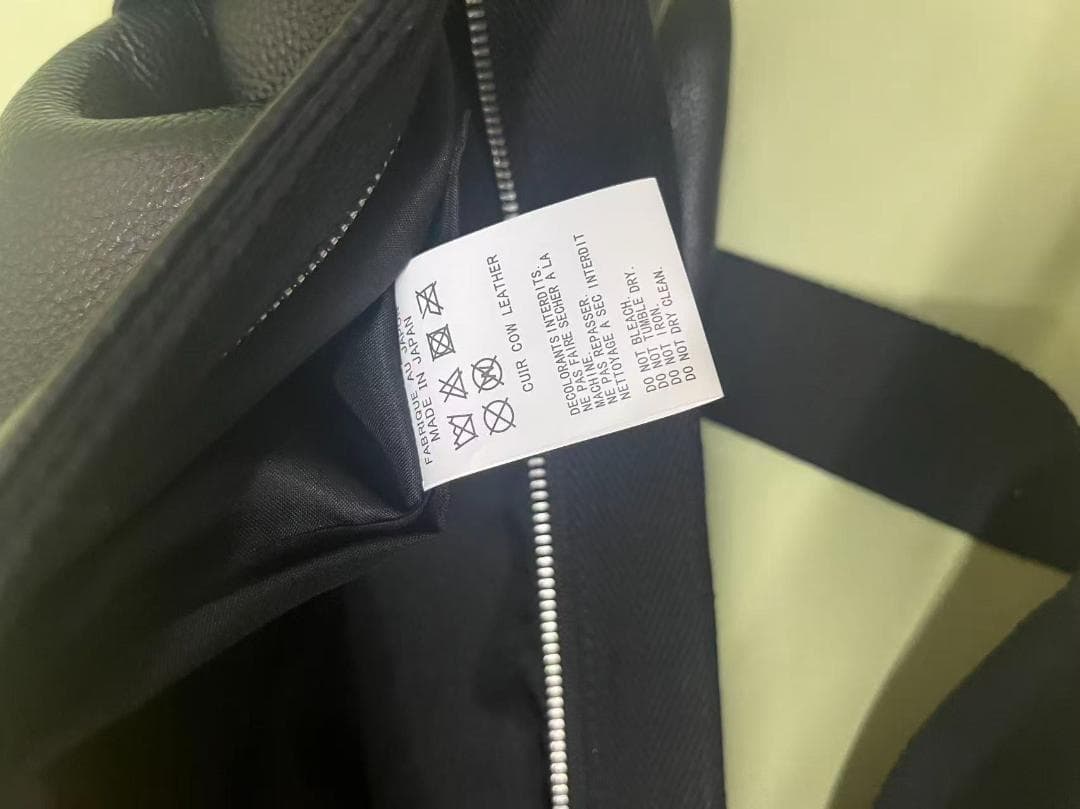 FABRIQUE AU JAPON
MADE IN JAPAN
CUIR COW LEATHER
DECOLORANTS INTERDITS.
NE PAS FAIRE SECHER A LA
MACHINE.
NE PAS REPASSER.
NETTOYAGE A SEC INTERDIT
DO NOT BLEACH.
DO NOT TUMBLE DRY.
DO NOT IRON.
DO NOT DRY CLEAN.